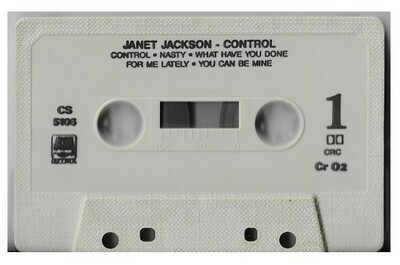 JANET JACKSON - CONTROL
CONTROL • NASTY • WHAT HAVE YOU DONE
FOR ME LATELY • YOU CAN BE MINE
CS
5106
1
CRC
Cr O2